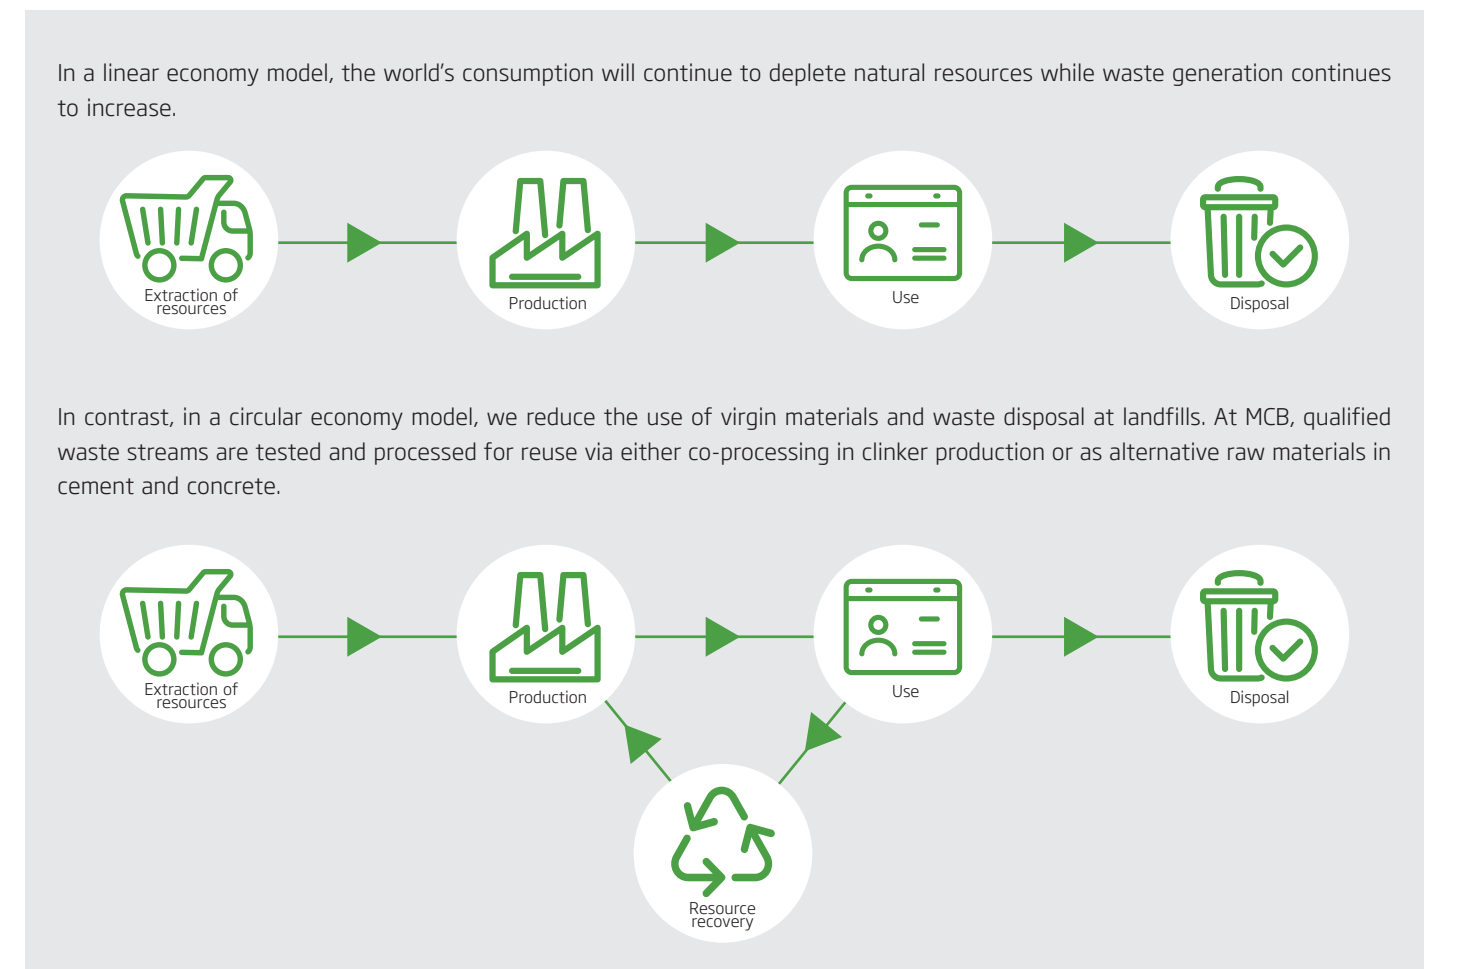 In a linear economy model, the world's consumption will continue to deplete natural resources while waste generation continues
to increase.
Extraction of
resources
Production
Use
Disposal
In contrast, in a circular economy model, we reduce the use of virgin materials and waste disposal at landfills. At MCB, qualified
waste streams are tested and processed for reuse via either co-processing in clinker production or as alternative raw materials in
cement and concrete.
Extraction of
resources
Production
Use
Disposal
Resource
recovery